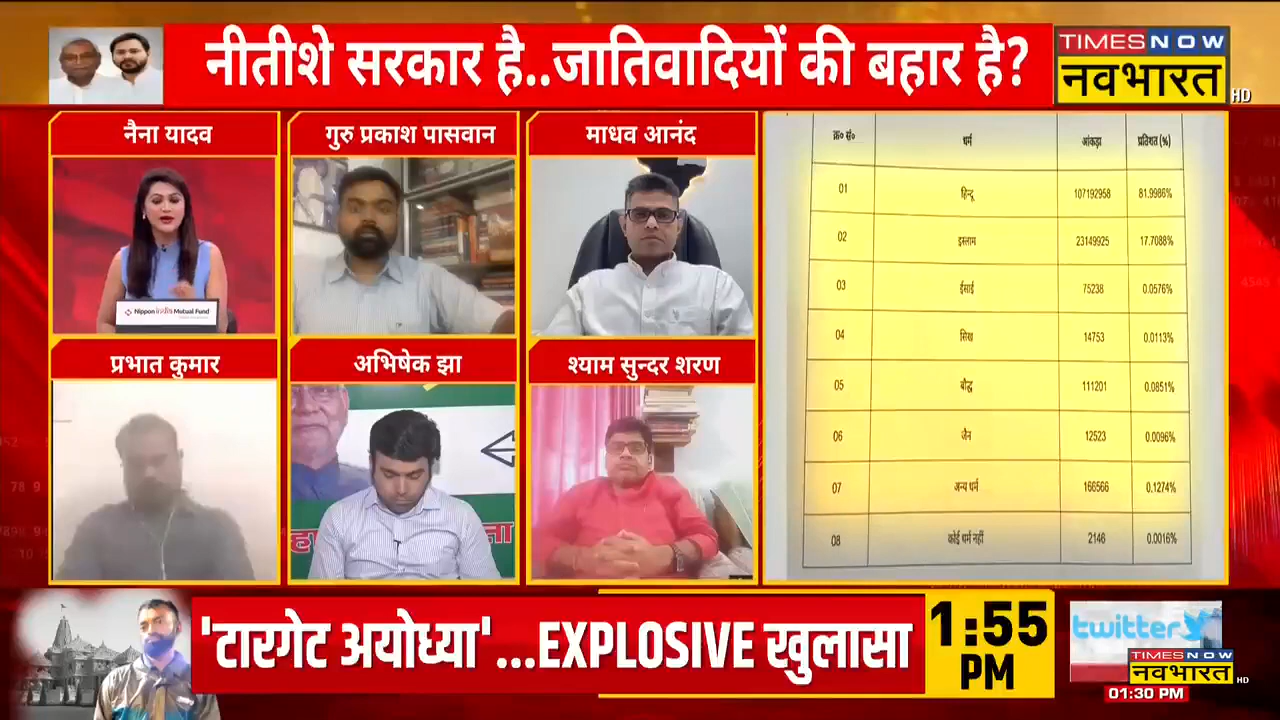 नीतीशे सरकार है..जातिवादियों की बहार है?
TIMES NOW
नवभारत
HD
नैना यादव
गुरु प्रकाश पासवान
माधव आनंद
Nippon india Mutual Fund
प्रभात कुमार
अभिषेक झा
श्याम सुन्दर शरण
क्र० सं० धर्म आंकड़ा प्रतिशत (%)
01 हिन्दू 107192958 81.9986%
02 इस्लाम 23149925 17.7088%
03 ईसाई 75238 0.0576%
04 सिख 14753 0.0113%
05 बौद्ध 111201 0.0851%
06 जैन 12523 0.0096%
07 अन्य धर्म 166566 0.1274%
08 कोई धर्म नहीं 2146 0.0016%
'टारगेट अयोध्या' ...EXPLOSIVE खुलासा
1:55
PM
twitter
TIMES NOW
नवभारत
HD
01:30 PM